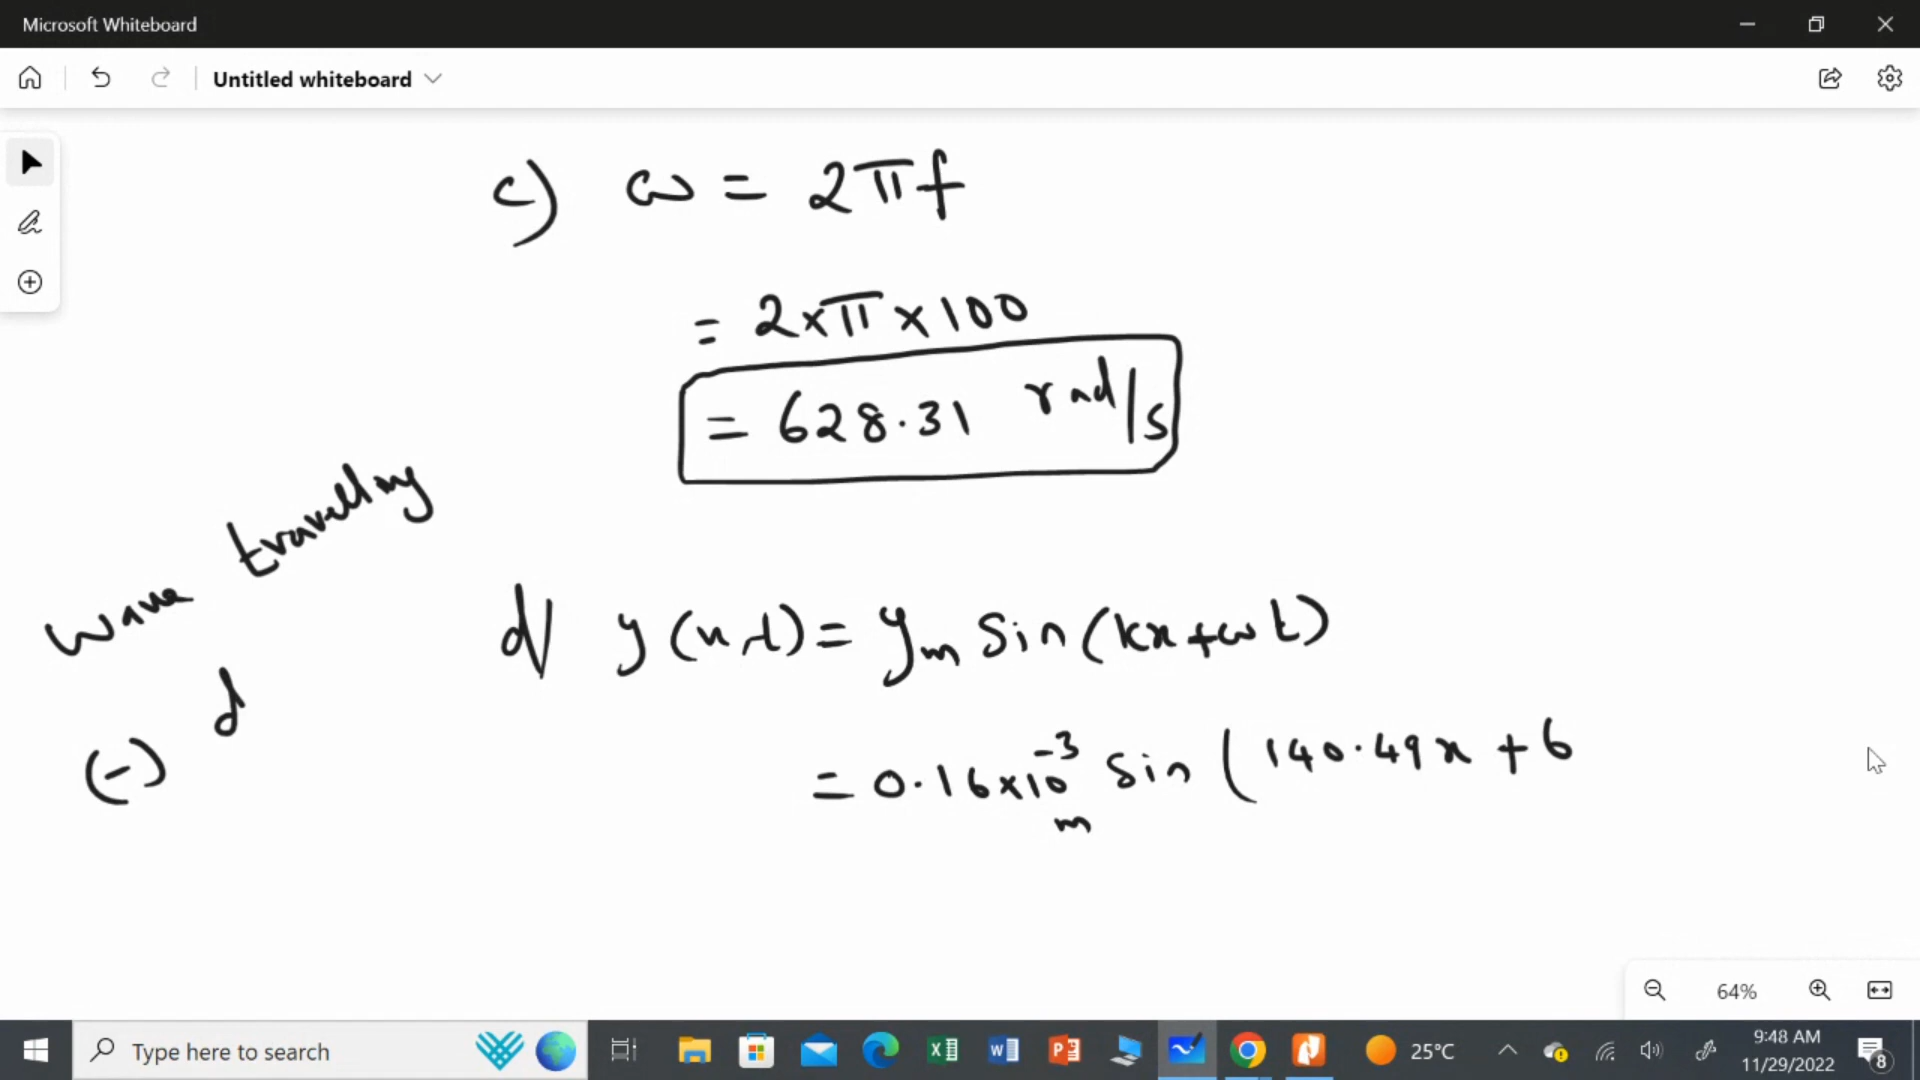 Microsoft Whiteboard
Untitled whiteboard
c) ω = 2πf
= 2×π×100
= 628.31 rad/s
wave travelling
(-) d
d/ y(x,t) = yₘ sin(kx+ωt)
= 0.16×10⁻³ m sin (140.49x + 6
64%
Type here to search
25°C
9:48 AM
11/29/2022
8